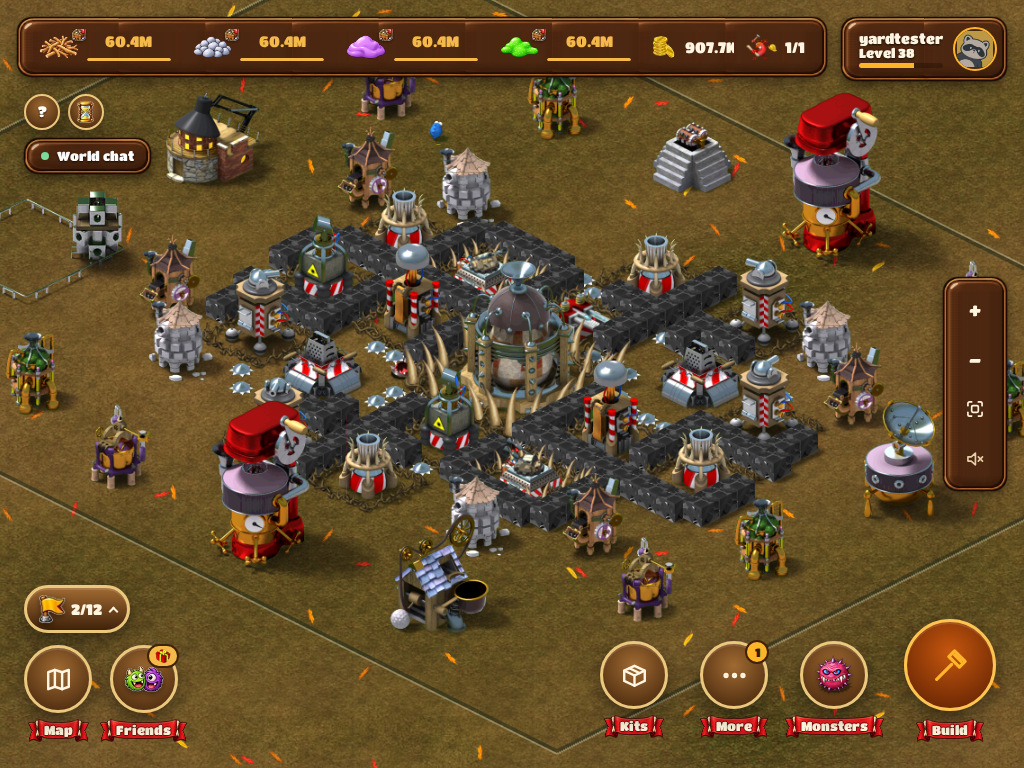 60.4M 60.4M 60.4M 60.4M 907.7K 1/1
yardtester
Level 38
?
World chat
+
-
2/12
1
Map Friends Kits More Monsters Build